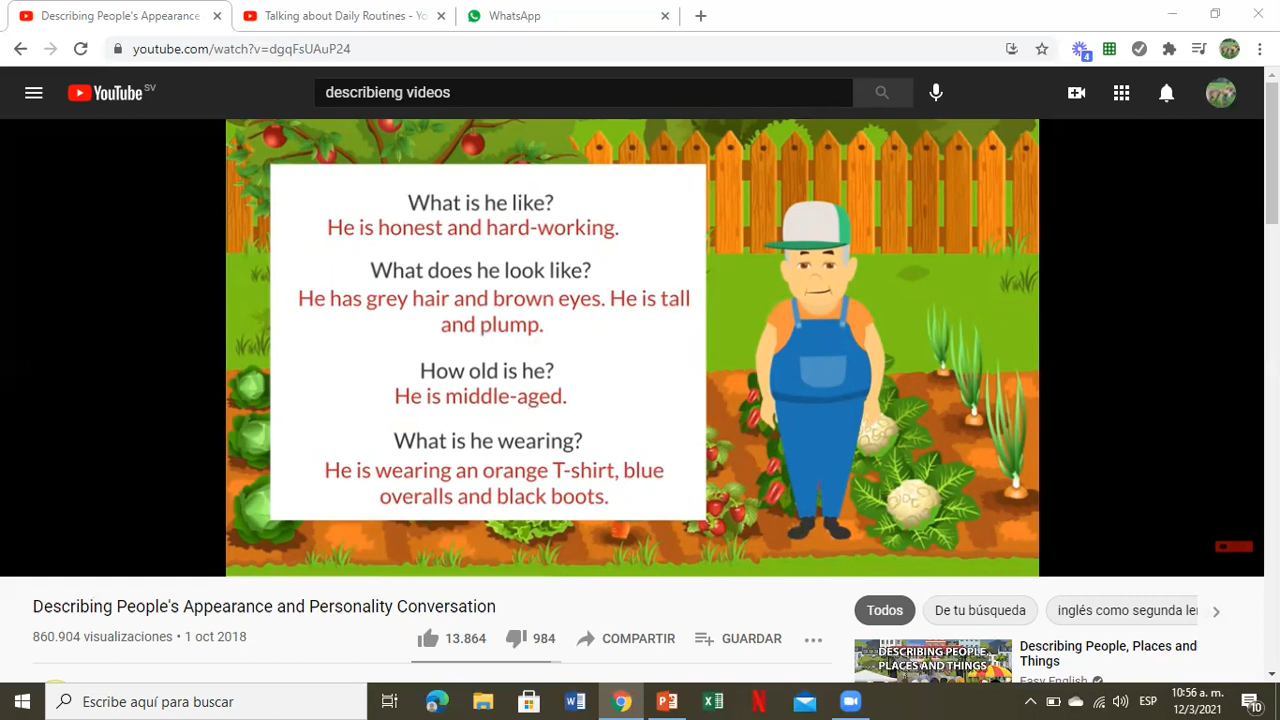 Describing People's Appearance
Talking about Daily Routines - Yo
WhatsApp
youtube.com/watch?v=dgqFsUAuP24
4
YouTube SV
describieng videos
What is he like?
He is honest and hard-working.
What does he look like?
He has grey hair and brown eyes. He is tall
and plump.
How old is he?
He is middle-aged.
What is he wearing?
He is wearing an orange T-shirt, blue
overalls and black boots.
Describing People's Appearance and Personality Conversation
860.904 visualizaciones • 1 oct 2018
13.864
984
COMPARTIR
GUARDAR
Todos
De tu búsqueda
inglés como segunda le
DESCRIBING PEOPLE,
PLACES AND THINGS
Describing People, Places and
Things
Easy English
Escribe aquí para buscar
ESP
10:56 a. m.
12/3/2021
10